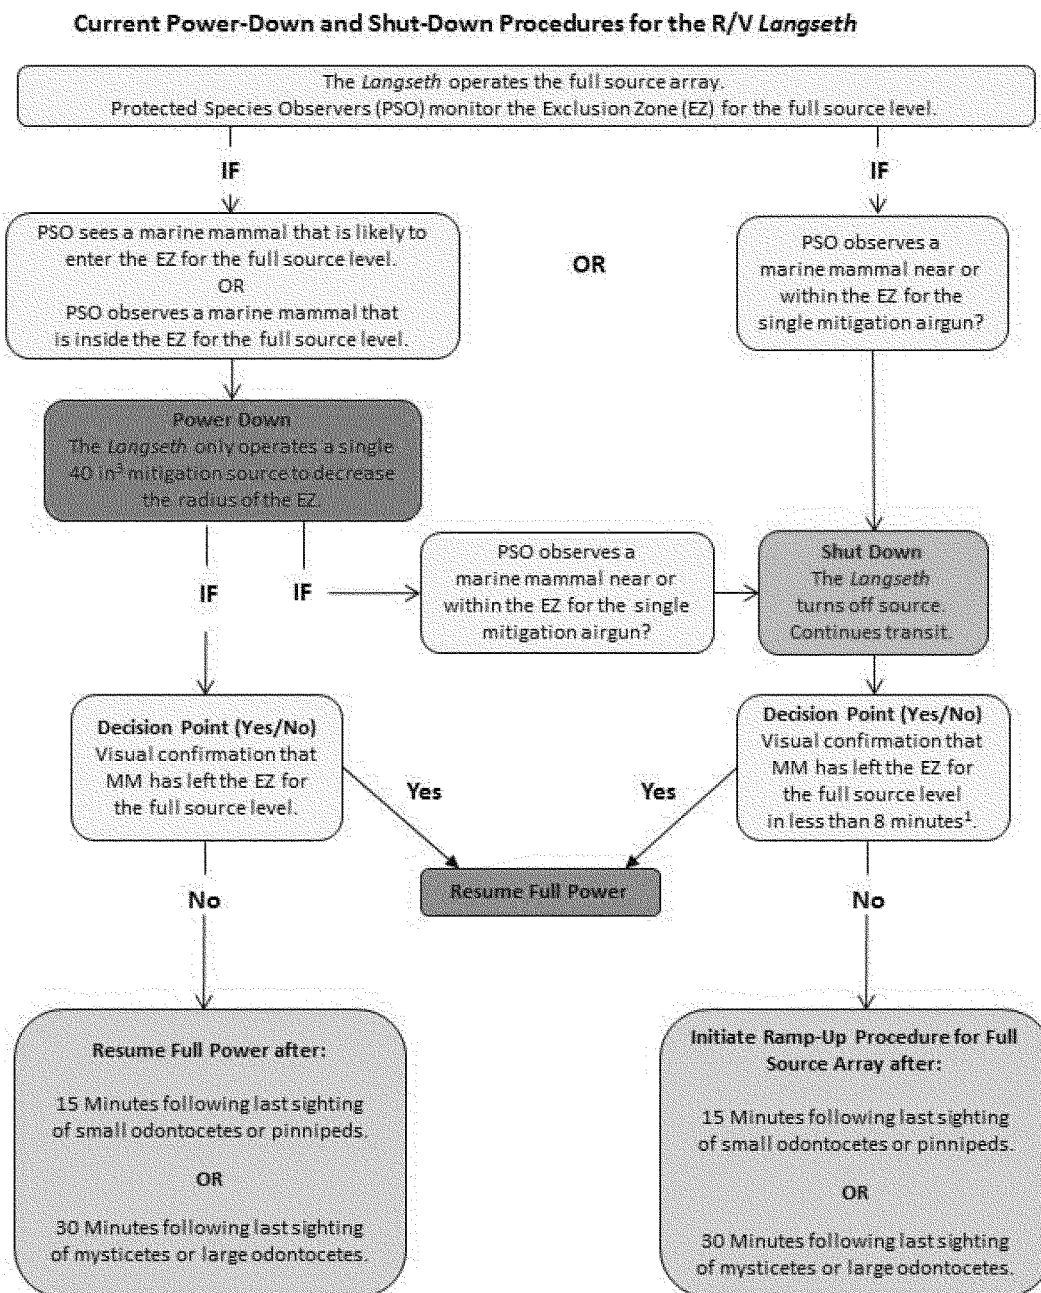 Current Power-Down and Shut-Down Procedures for the R/V Langseth
The Langseth operates the full source array.
Protected Species Observers (PSO) monitor the Exclusion Zone (EZ) for the full source level.
IF
IF
PSO sees a marine mammal that is likely to
enter the EZ for the full source level.
OR
PSO observes a marine mammal that
is inside the EZ for the full source level.
OR
PSO observes a
marine mammal near or
within the EZ for the
single mitigation airgun?
Power Down
The Langseth only operates a single
40 in³ mitigation source to decrease
the radius of the EZ.
IF
IF
PSO observes a
marine mammal near or
within the EZ for the single
mitigation airgun?
Shut Down
The Langseth
turns off source.
Continues transit.
Decision Point (Yes/No)
Visual confirmation that
MM has left the EZ for
the full source level.
Decision Point (Yes/No)
Visual confirmation that
MM has left the EZ for
the full source level
in less than 8 minutes¹.
Yes
Yes
Resume Full Power
No
No
Resume Full Power after:
15 Minutes following last sighting
of small odontocetes or pinnipeds.
OR
30 Minutes following last sighting
of mysticetes or large odontocetes.
Initiate Ramp-Up Procedure for Full
Source Array after:
15 Minutes following last sighting
of small odontocetes or pinnipeds.
OR
30 Minutes following last sighting
of mysticetes or large odontocetes.